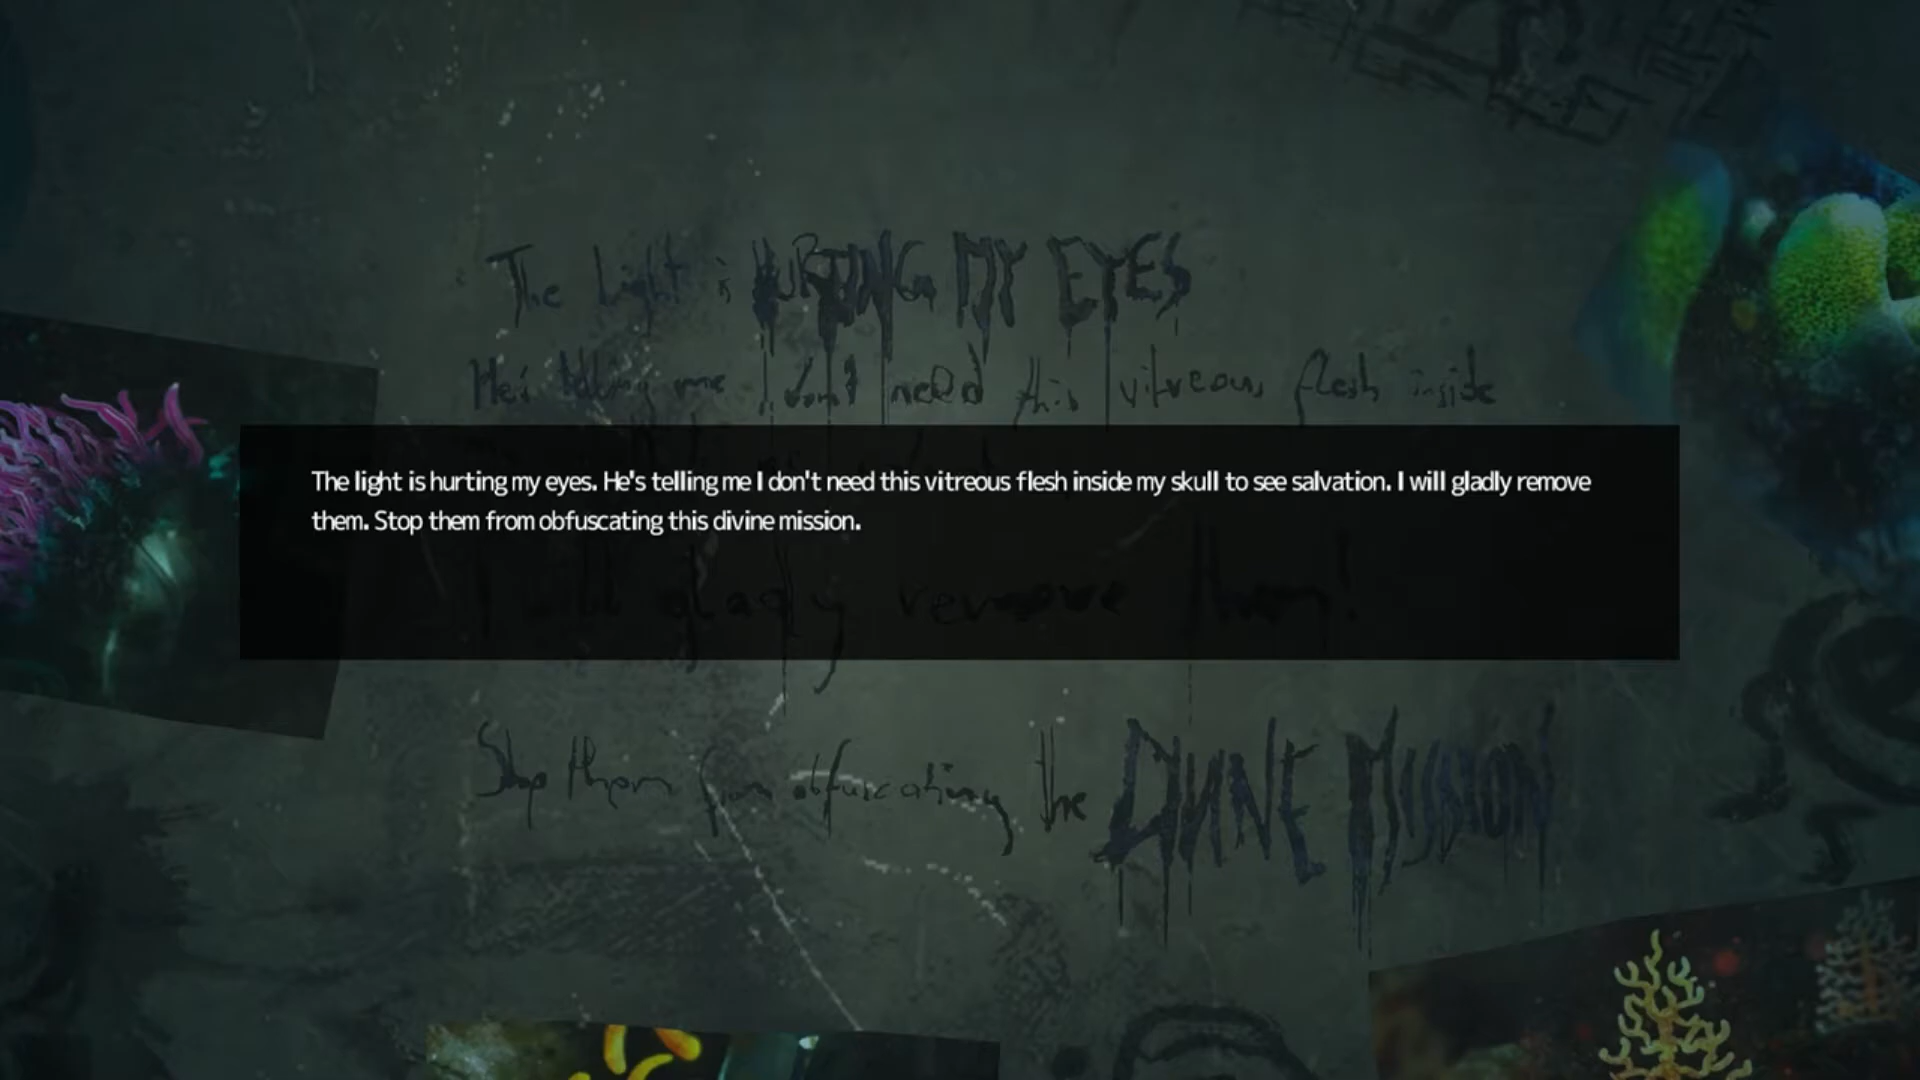 The Light is HURTING MY EYES
He's telling me I don't need this vitreous flesh inside
The light is hurting my eyes. He's telling me I don't need this vitreous flesh inside my skull to see salvation. I will gladly remove
them. Stop them from obfuscating this divine mission.
I will gladly remove them!
Stop them from obfuscating the DIVINE MISSION